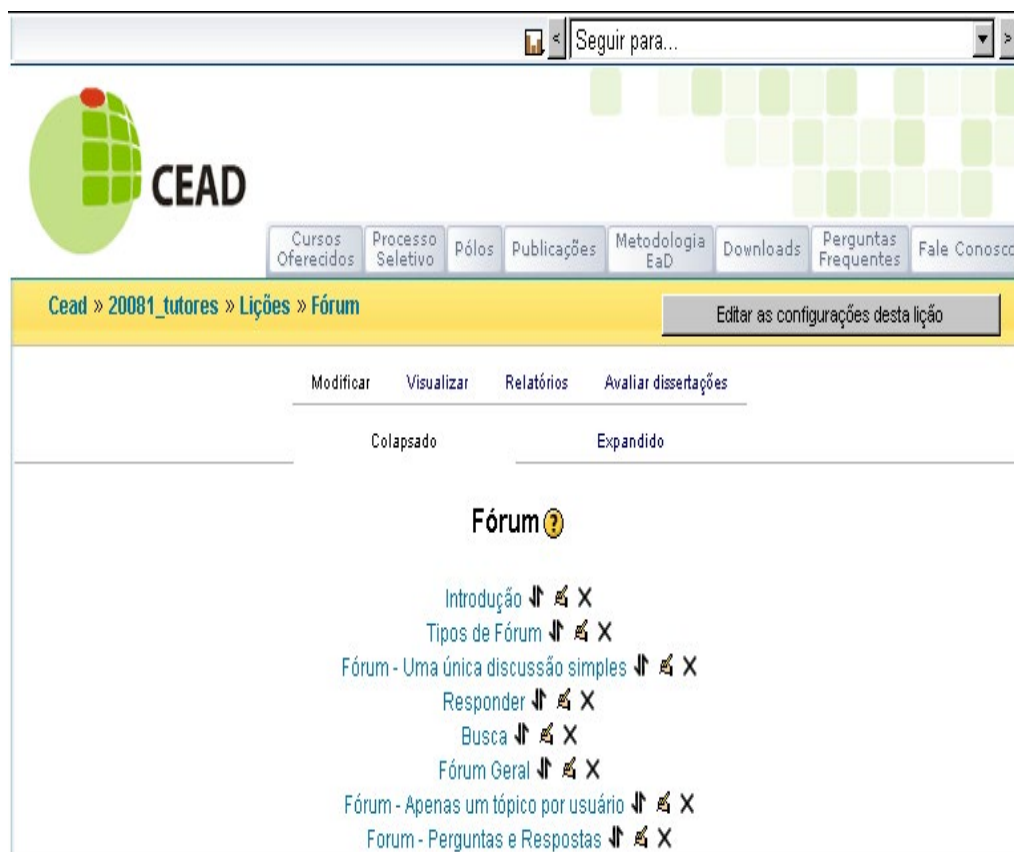 Seguir para...
CEAD
Cursos Oferecidos
Processo Seletivo
Pólos
Publicações
Metodologia EaD
Downloads
Perguntas Frequentes
Fale Conosco
Cead » 20081_tutores » Lições » Fórum
Editar as configurações desta lição
Modificar Visualizar Relatórios Avaliar dissertações
Colapsado Expandido
Fórum
Introdução
Tipos de Fórum
Fórum - Uma única discussão simples
Responder
Busca
Fórum Geral
Fórum - Apenas um tópico por usuário
Forum - Perguntas e Respostas